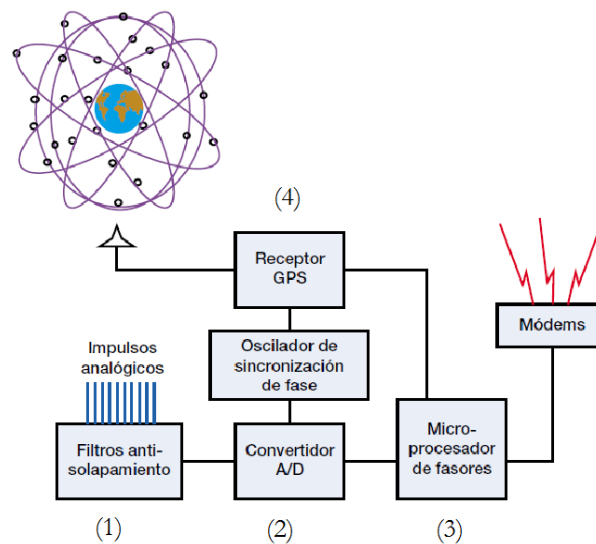 (4)
Receptor
GPS
Módems
Impulsos
analógicos
Oscilador de
sincronización
de fase
Filtros anti-
solapamiento
Convertidor
A/D
Micro-
procesador
de fasores
(1)
(2)
(3)